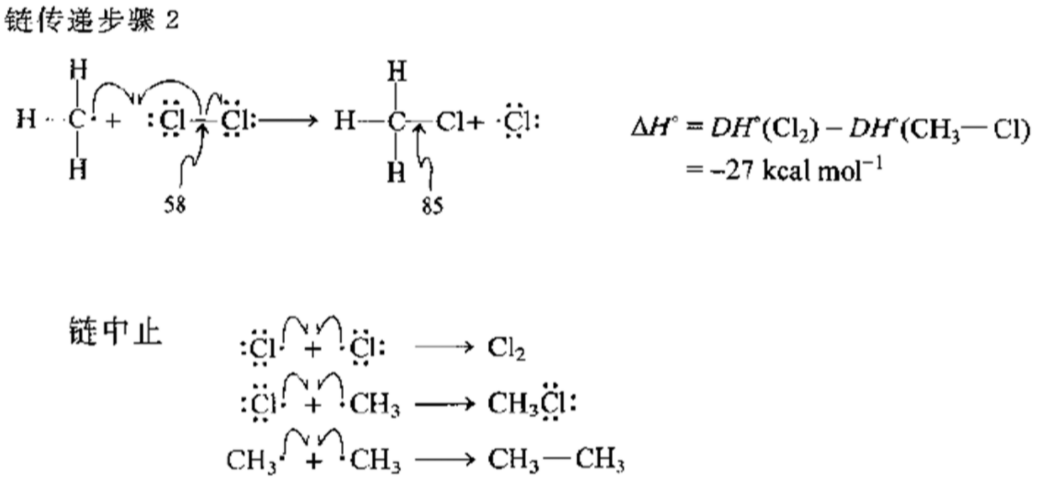 链传递步骤 2
H
H
H··C· + :Cl—Cl: ⟶ H—C—Cl + ·Cl:
ΔH° = DH°(Cl₂) – DH°(CH₃—Cl)
H
H
= –27 kcal mol⁻¹
58
85
链中止
:Cl· + ·Cl: ⟶ Cl₂
:Cl· + ·CH₃ ⟶ CH₃Cl:
CH₃· + ·CH₃ ⟶ CH₃—CH₃